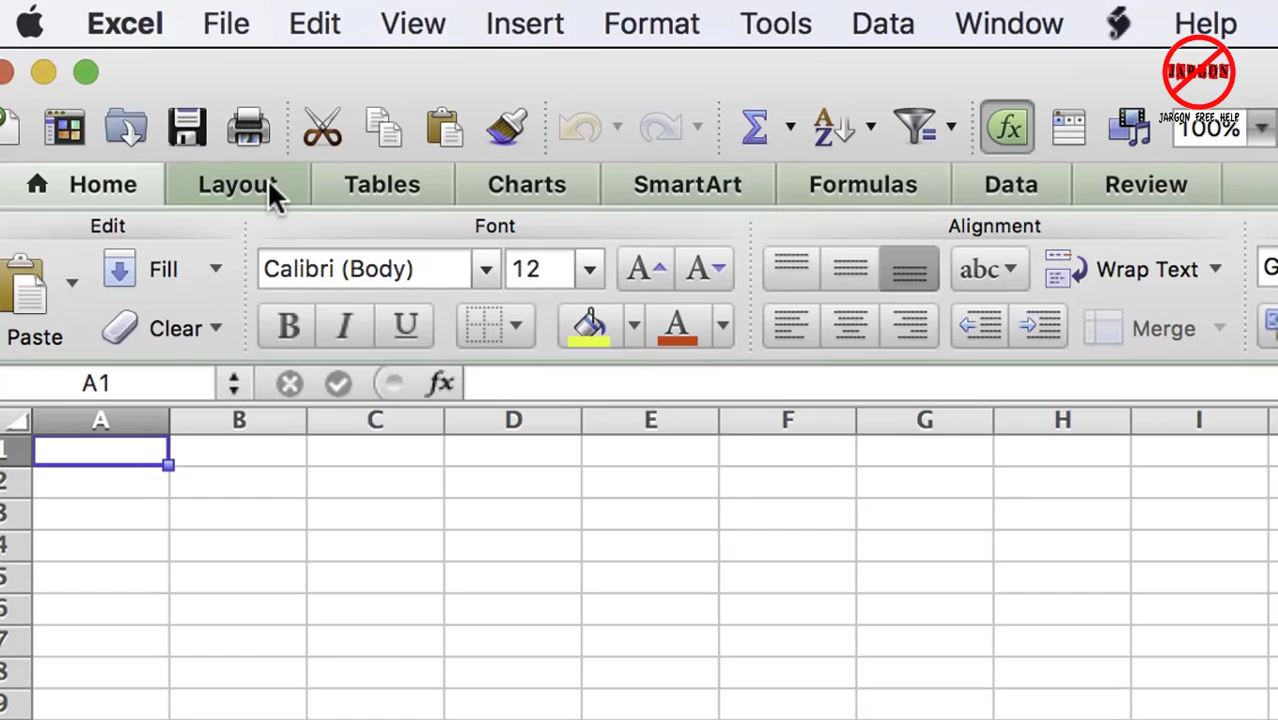 Excel File Edit View Insert Format Tools Data Window Help
JARGON
JARGON FREE HELP
100%
Home Layout Tables Charts SmartArt Formulas Data Review
Edit Font Alignment
Fill Calibri (Body) 12 A A abc Wrap Text
Paste Clear B I U A Merge
A1 fx
A B C D E F G H I
1
2
3
4
5
6
7
8
9